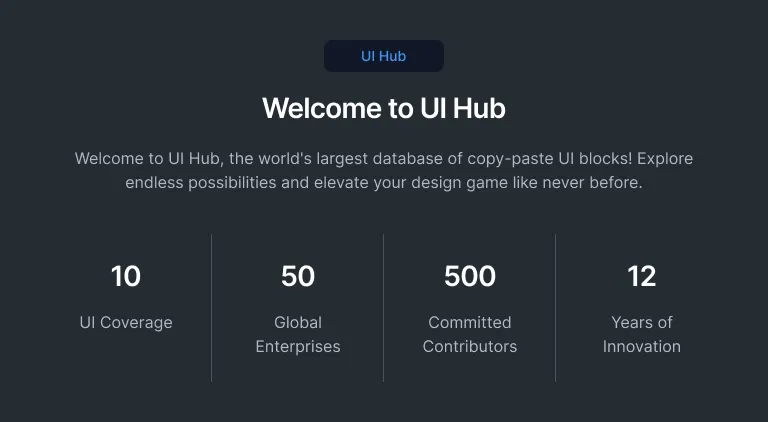 UI Hub
Welcome to UI Hub
Welcome to UI Hub, the world's largest database of copy-paste UI blocks! Explore
endless possibilities and elevate your design game like never before.
10
UI Coverage
50
Global
Enterprises
500
Committed
Contributors
12
Years of
Innovation